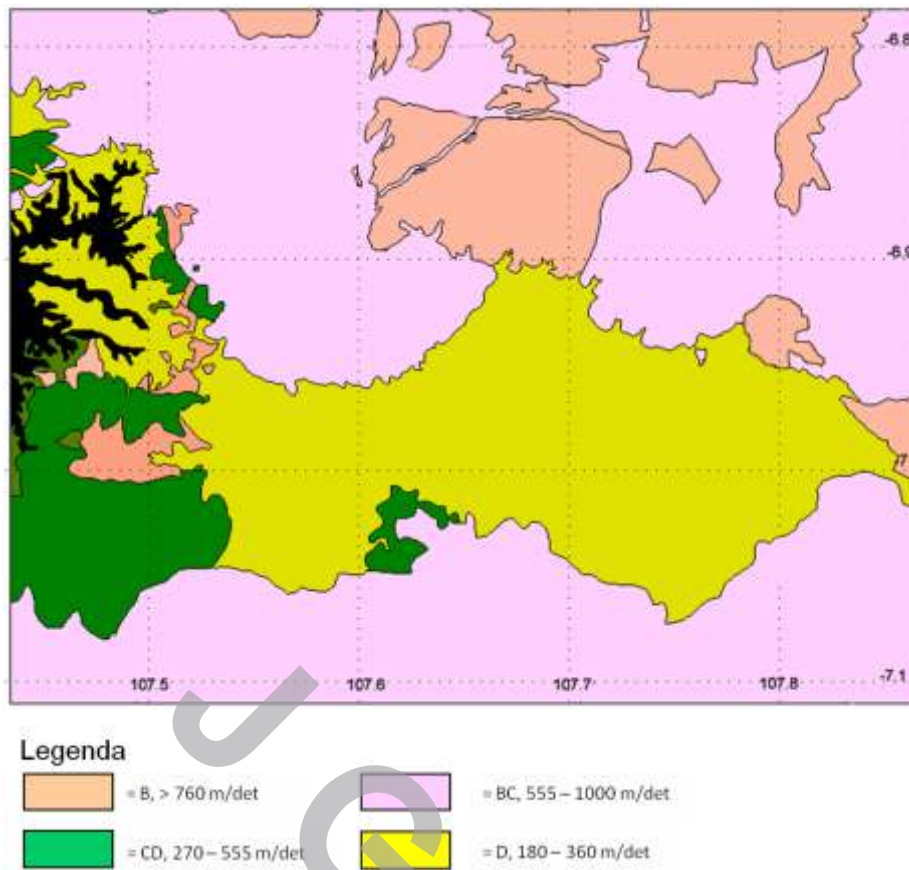 -6.8
-6.9
-7
107.5 107.6 107.7 107.8 -7.1
Legenda
= B, > 760 m/det
= BC, 555 – 1000 m/det
= CD, 270 – 555 m/det
= D, 180 – 360 m/det